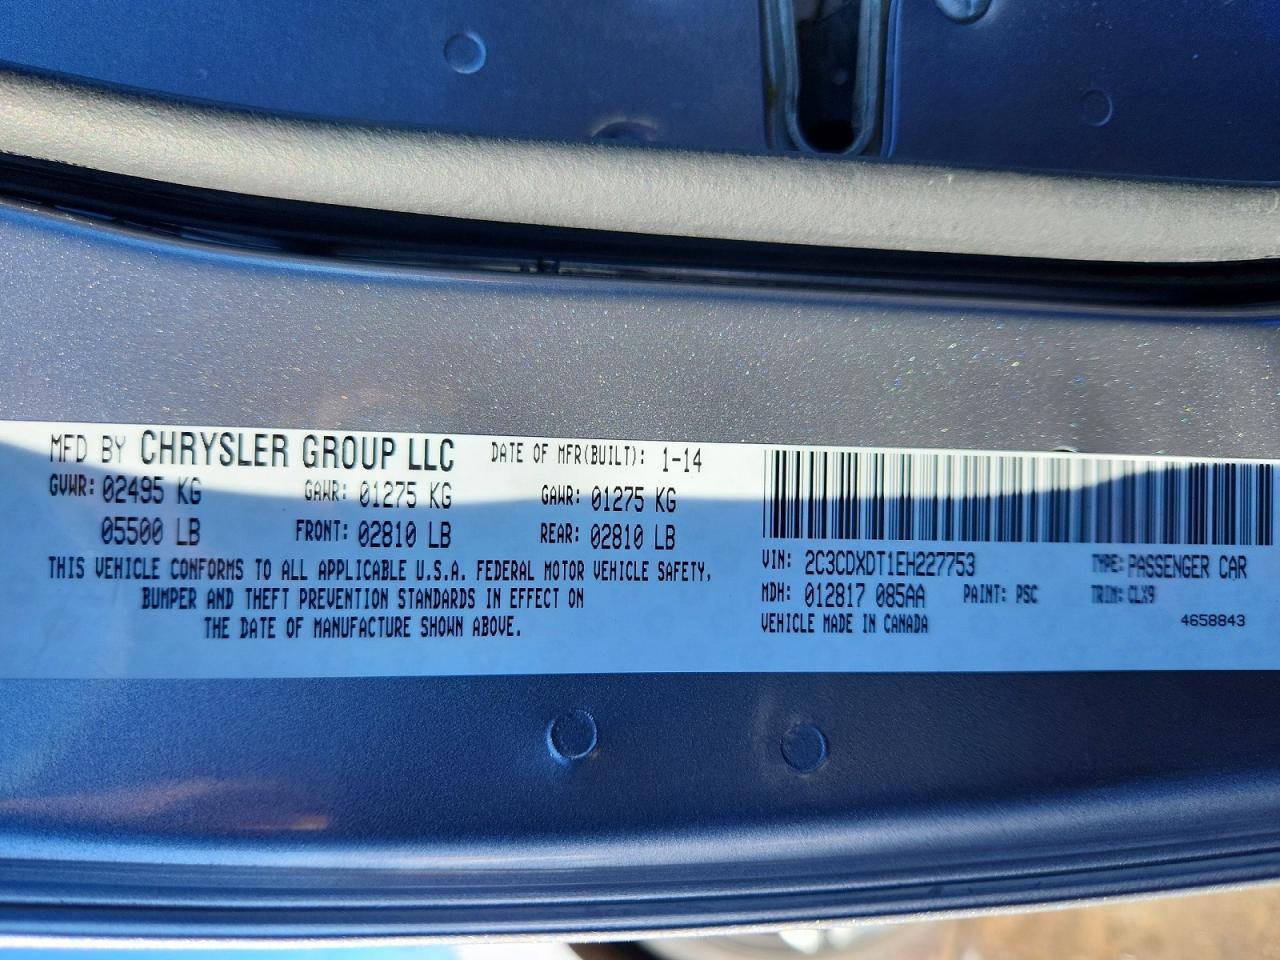 MFD BY CHRYSLER GROUP LLC DATE OF MFR(BUILT): 1-14
GVWR: 02495 KG GAWR: 01275 KG GAWR: 01275 KG
05500 LB FRONT: 02810 LB REAR: 02810 LB
THIS VEHICLE CONFORMS TO ALL APPLICABLE U.S.A. FEDERAL MOTOR VEHICLE SAFETY,
BUMPER AND THEFT PREVENTION STANDARDS IN EFFECT ON
THE DATE OF MANUFACTURE SHOWN ABOVE.
VIN: 2C3CDXDT1EH227753 TYPE: PASSENGER CAR
MDH: 012817 085AA PAINT: PSC TRIM: CLX9
VEHICLE MADE IN CANADA 4658843